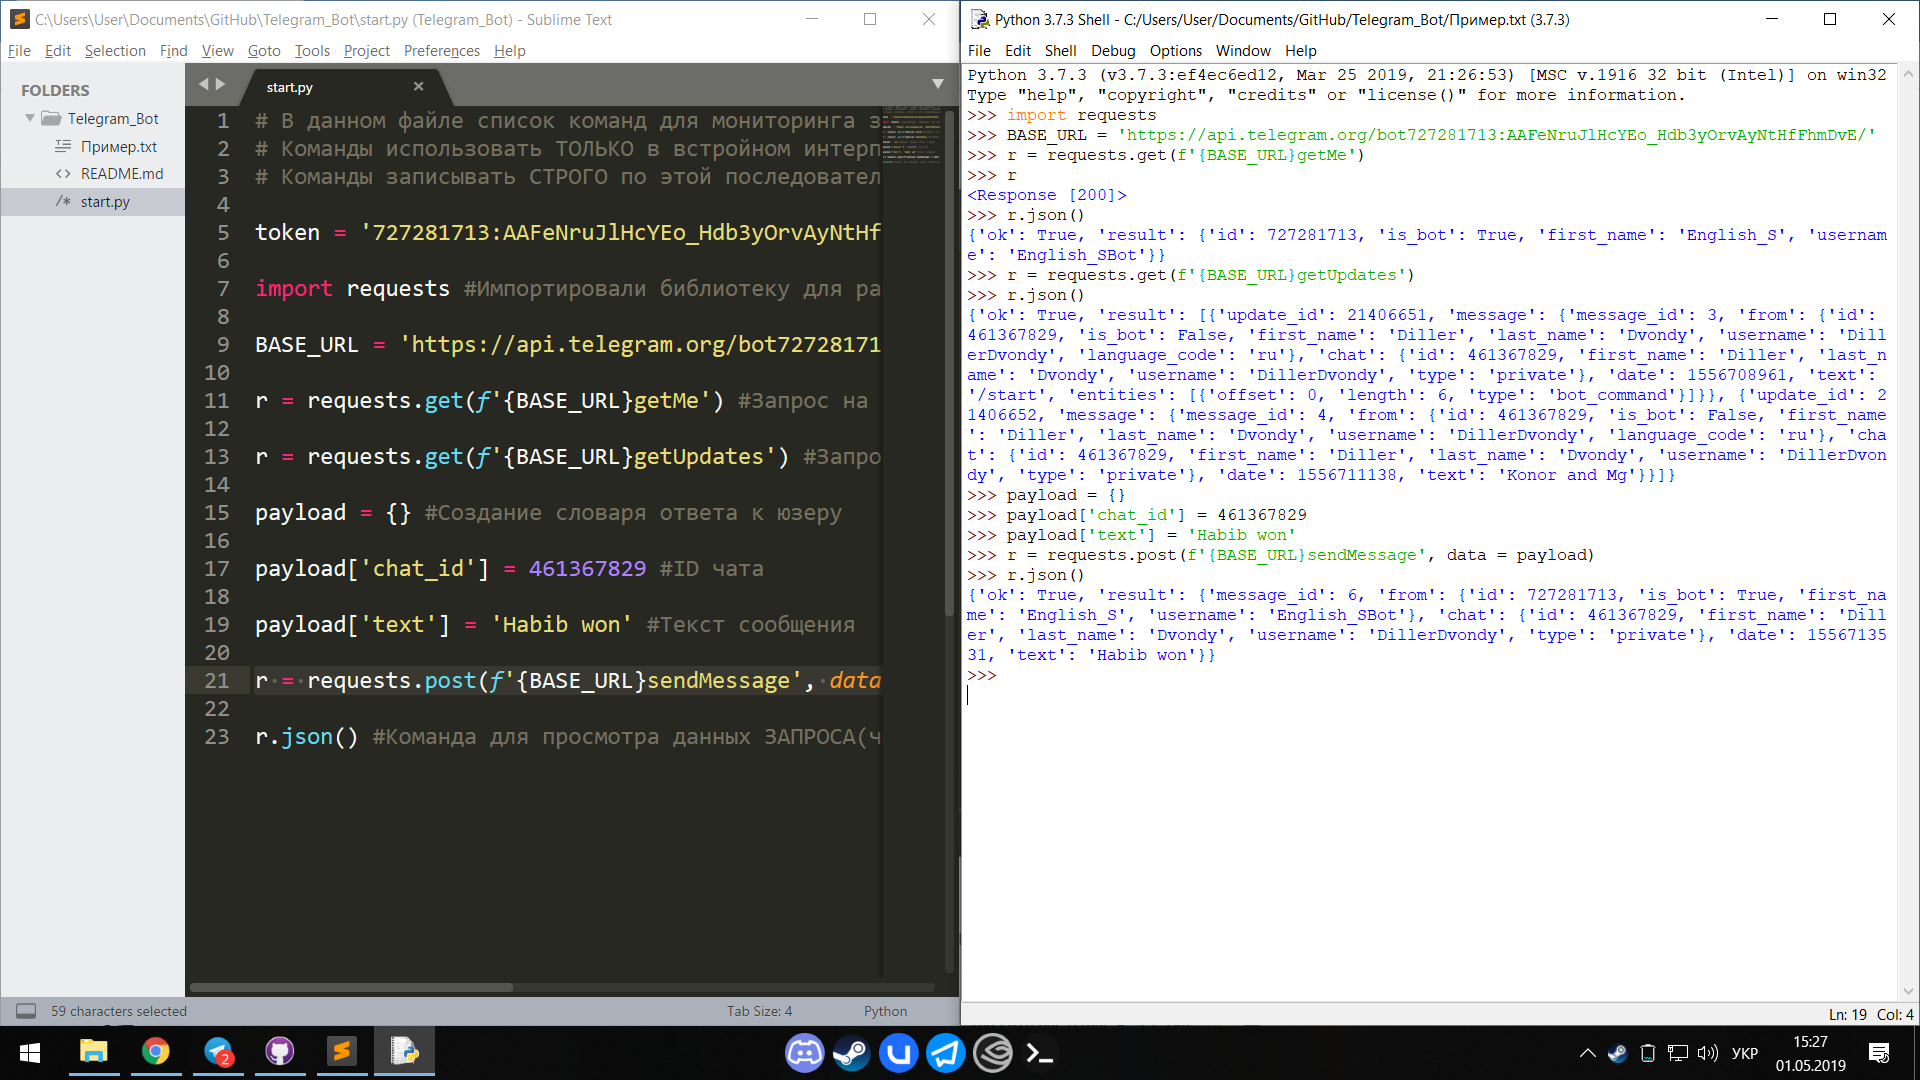 C:\Users\User\Documents\GitHub\Telegram_Bot\start.py (Telegram_Bot) - Sublime Text
File Edit Selection Find View Goto Tools Project Preferences Help
FOLDERS
Telegram_Bot
Пример.txt
README.md
start.py
start.py
1 # В данном файле список команд для мониторинга з
2 # Команды использовать ТОЛЬКО в встройном интерп
3 # Команды записывать СТРОГО по этой последовател
4
5 token = '727281713:AAFeNruJlHcYEo_Hdb3yOrvAyNtHf
6
7 import requests #Импортировали библиотеку для ра
8
9 BASE_URL = 'https://api.telegram.org/bot72728171
10
11 r = requests.get(f'{BASE_URL}getMe') #Запрос на
12
13 r = requests.get(f'{BASE_URL}getUpdates') #Запро
14
15 payload = {} #Создание словаря ответа к юзеру
16
17 payload['chat_id'] = 461367829 #ID чата
18
19 payload['text'] = 'Habib won' #Текст сообщения
20
21 r = requests.post(f'{BASE_URL}sendMessage', data
22
23 r.json() #Команда для просмотра данных ЗАПРОСА(ч
59 characters selected
Tab Size: 4
Python
Python 3.7.3 Shell - C:/Users/User/Documents/GitHub/Telegram_Bot/Пример.txt (3.7.3)
File Edit Shell Debug Options Window Help
Python 3.7.3 (v3.7.3:ef4ec6ed12, Mar 25 2019, 21:26:53) [MSC v.1916 32 bit (Intel)] on win32
Type "help", "copyright", "credits" or "license()" for more information.
>>> import requests
>>> BASE_URL = 'https://api.telegram.org/bot727281713:AAFeNruJlHcYEo_Hdb3yOrvAyNtHfFhmDvE/'
>>> r = requests.get(f'{BASE_URL}getMe')
>>> r
<Response [200]>
>>> r.json()
{'ok': True, 'result': {'id': 727281713, 'is_bot': True, 'first_name': 'English_S', 'usernam
e': 'English_SBot'}}
>>> r = requests.get(f'{BASE_URL}getUpdates')
>>> r.json()
{'ok': True, 'result': [{'update_id': 21406651, 'message': {'message_id': 3, 'from': {'id':
461367829, 'is_bot': False, 'first_name': 'Diller', 'last_name': 'Dvondy', 'username': 'Dill
erDvondy', 'language_code': 'ru'}, 'chat': {'id': 461367829, 'first_name': 'Diller', 'last_n
ame': 'Dvondy', 'username': 'DillerDvondy', 'type': 'private'}, 'date': 1556708961, 'text':
'/start', 'entities': [{'offset': 0, 'length': 6, 'type': 'bot_command'}]}}, {'update_id': 2
1406652, 'message': {'message_id': 4, 'from': {'id': 461367829, 'is_bot': False, 'first_name
': 'Diller', 'last_name': 'Dvondy', 'username': 'DillerDvondy', 'language_code': 'ru'}, 'cha
t': {'id': 461367829, 'first_name': 'Diller', 'last_name': 'Dvondy', 'username': 'DillerDvon
dy', 'type': 'private'}, 'date': 1556711138, 'text': 'Konor and Mg'}}]}
>>> payload = {}
>>> payload['chat_id'] = 461367829
>>> payload['text'] = 'Habib won'
>>> r = requests.post(f'{BASE_URL}sendMessage', data = payload)
>>> r.json()
{'ok': True, 'result': {'message_id': 6, 'from': {'id': 727281713, 'is_bot': True, 'first_na
me': 'English_S', 'username': 'English_SBot'}, 'chat': {'id': 461367829, 'first_name': 'Dill
er', 'last_name': 'Dvondy', 'username': 'DillerDvondy', 'type': 'private'}, 'date': 15567135
31, 'text': 'Habib won'}}
>>>
Ln: 19 Col: 4
2
УКР
15:27
01.05.2019